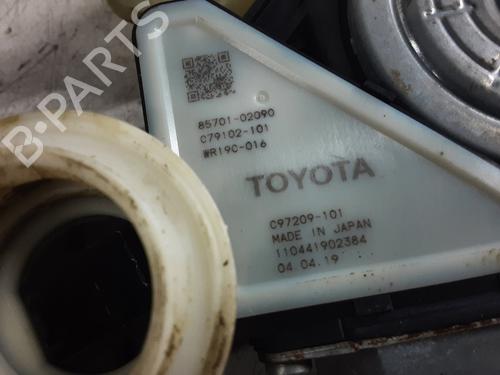 B-PARTS
85701-02090
C79102-101
WR19C-016
TOYOTA
C97209-101
MADE IN JAPAN
110441902384
04.04.19